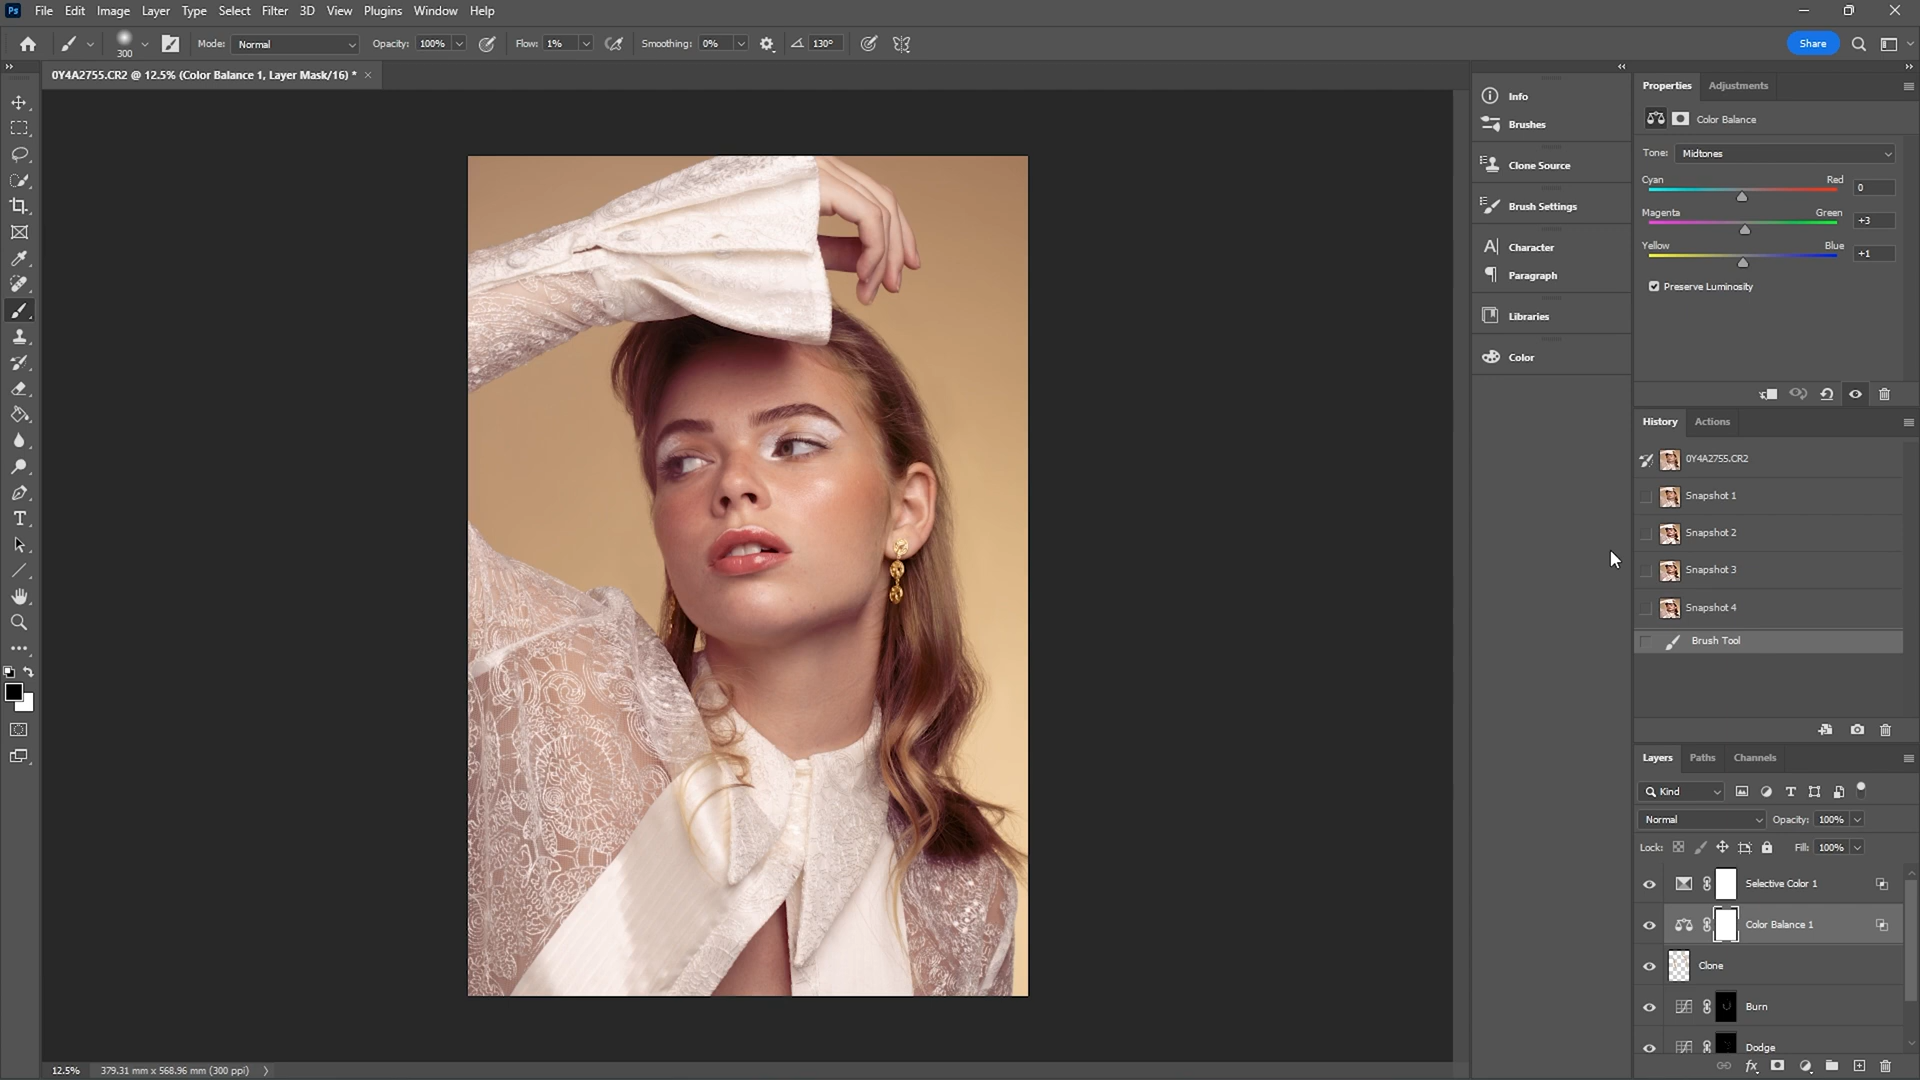 Ps File Edit Image Layer Type Select Filter 3D View Plugins Window Help
300 Mode: Normal Opacity: 100% Flow: 1% Smoothing: 0% 130° Share
0Y4A2755.CR2 @ 12.5% (Color Balance 1, Layer Mask/16) * ×
Info
Brushes
Clone Source
Brush Settings
Character
Paragraph
Libraries
Color
Properties Adjustments
Color Balance
Tone: Midtones
Cyan Red 0
Magenta Green +3
Yellow Blue +1
Preserve Luminosity
History Actions
0Y4A2755.CR2
Snapshot 1
Snapshot 2
Snapshot 3
Snapshot 4
Brush Tool
Layers Paths Channels
Kind
Normal Opacity: 100%
Lock: Fill: 100%
Selective Color 1
Color Balance 1
Clone
Burn
Dodge
12.5% 379.31 mm x 568.96 mm (300 ppi)